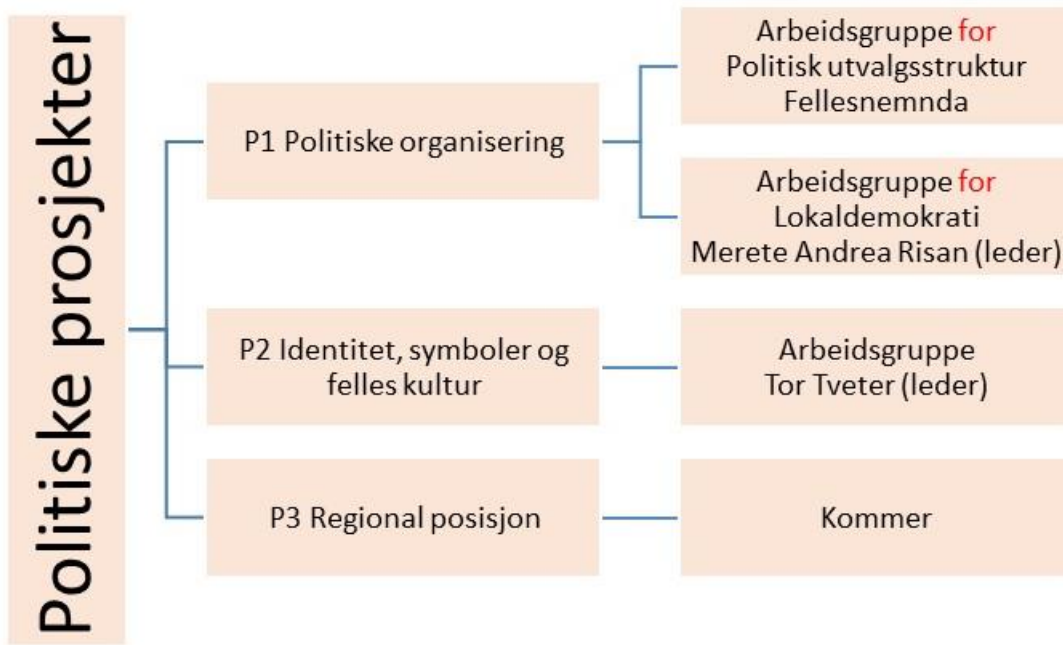 Politiske prosjekter
P1 Politiske organisering
Arbeidsgruppe for
Politisk utvalgsstruktur
Fellesnemnda
Arbeidsgruppe for
Lokaldemokrati
Merete Andrea Risan (leder)
P2 Identitet, symboler og
felles kultur
Arbeidsgruppe
Tor Tveter (leder)
P3 Regional posisjon
Kommer